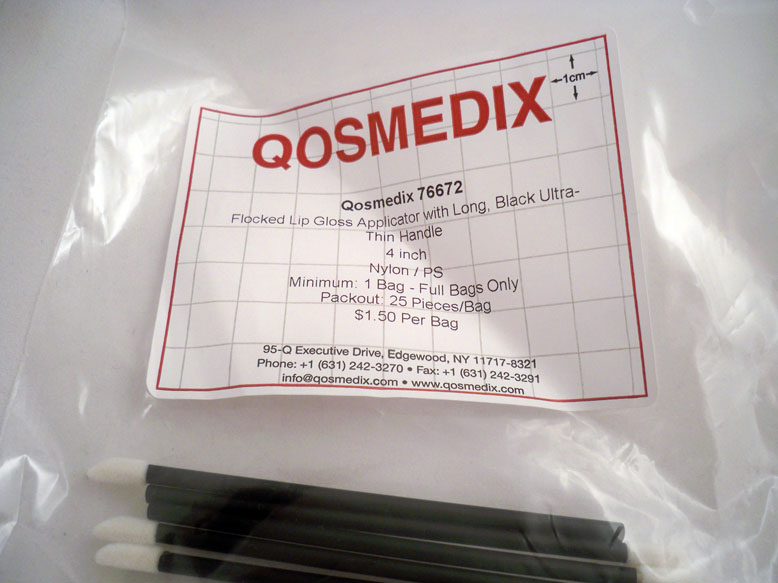 1cm
QOSMEDIX
Qosmedix 76672
Flocked Lip Gloss Applicator with Long, Black Ultra-
Thin Handle
4 inch
Nylon / PS
Minimum: 1 Bag - Full Bags Only
Packout: 25 Pieces/Bag
$1.50 Per Bag
95-Q Executive Drive, Edgewood, NY 11717-8321
Phone: +1 (631) 242-3270 • Fax: +1 (631) 242-3291
info@qosmedix.com • www.qosmedix.com